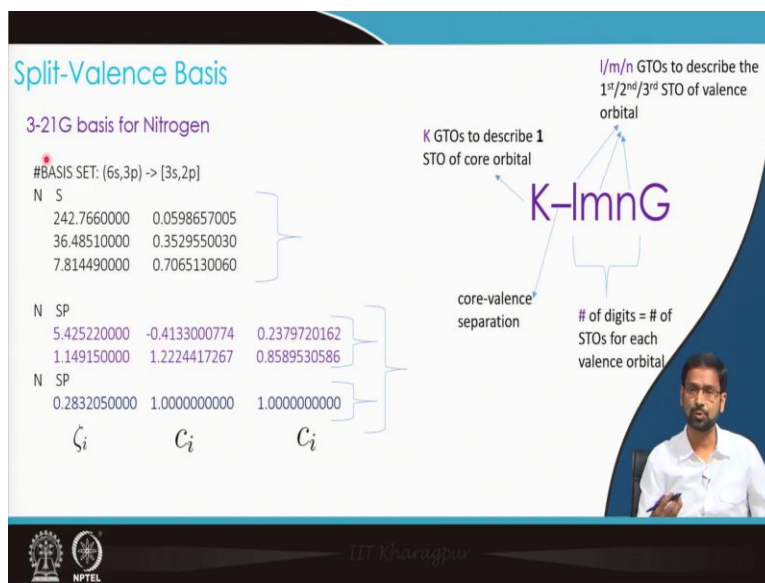 Split-Valence Basis
3-21G basis for Nitrogen
#BASIS SET: (6s,3p) -> [3s,2p]
N S
242.7660000 0.0598657005
36.48510000 0.3529550030
7.814490000 0.7065130060
N SP
5.425220000 -0.4133000774 0.2379720162
1.149150000 1.2224417267 0.8589530586
N SP
0.2832050000 1.0000000000 1.0000000000
ζi ci ci
l/m/n GTOs to describe the
1st/2nd/3rd STO of valence
orbital
K GTOs to describe 1
STO of core orbital
K–lmnG
core-valence
separation
# of digits = # of
STOs for each
valence orbital
NPTEL
IIT Kharagpur